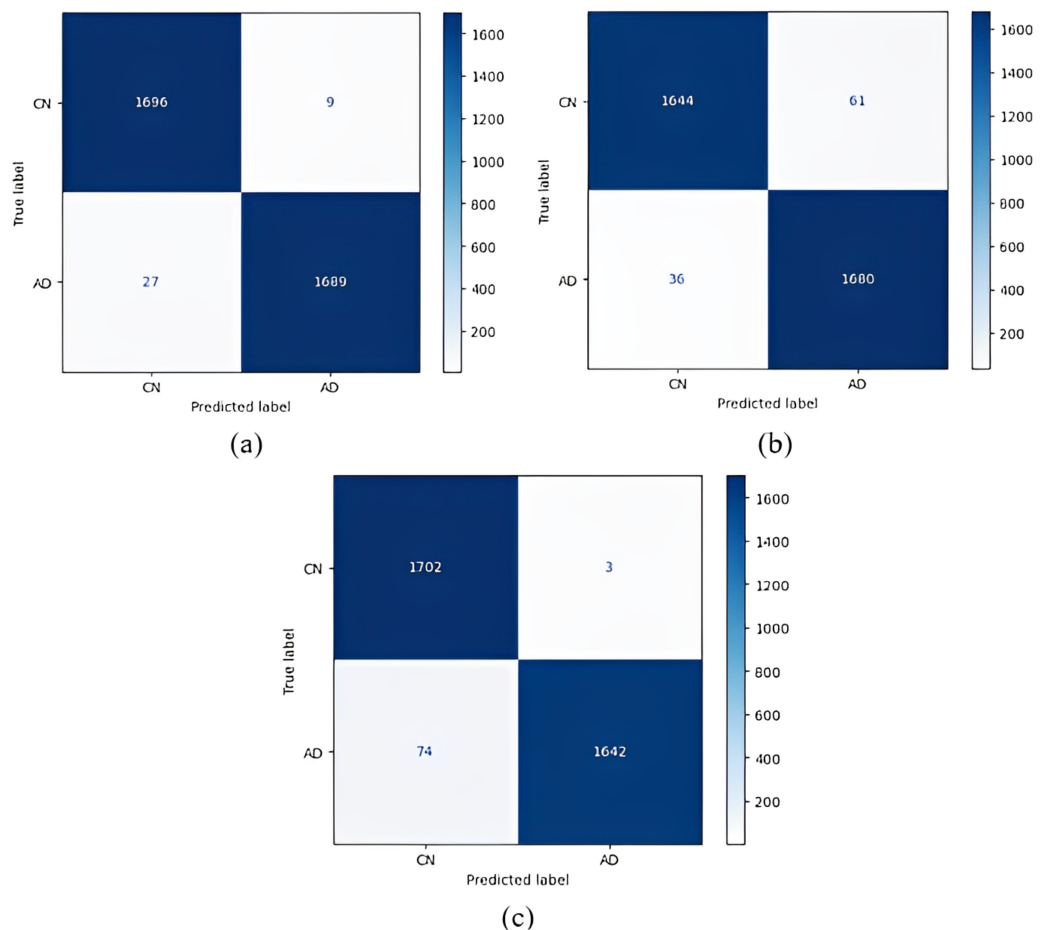 1600
1400
CN 1696 9
1200
1000
True label
800
600
AD 27 1689
400
200
CN AD
Predicted label
(a)
1600
1400
CN 1644 61
1200
1000
True label
800
600
AD 36 1680
400
200
CN AD
Predicted label
(b)
1600
1400
CN 1702 3
1200
1000
True label
800
600
AD 74 1642
400
200
CN AD
Predicted label
(c)